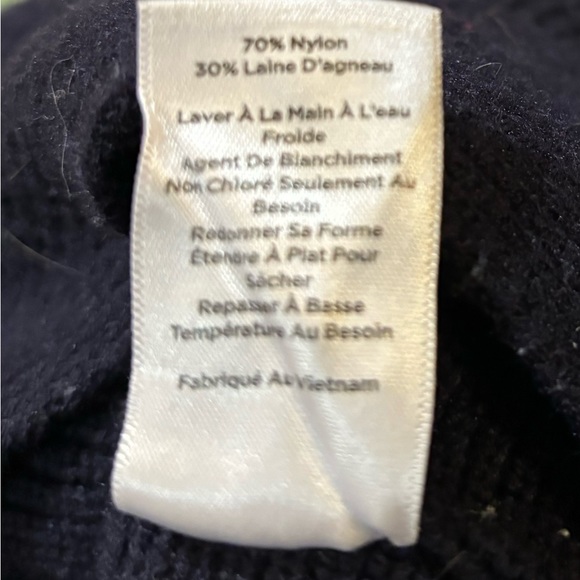 70% Nylon
30% Laine D'agneau
Laver À La Main À L'eau
Froide
Agent De Blanchiment
Non Chloré Seulement Au
Besoin
Redonner Sa Forme
Étendre À Plat Pour
Sécher
Repasser À Basse
Température Au Besoin
Fabriqué Au Vietnam